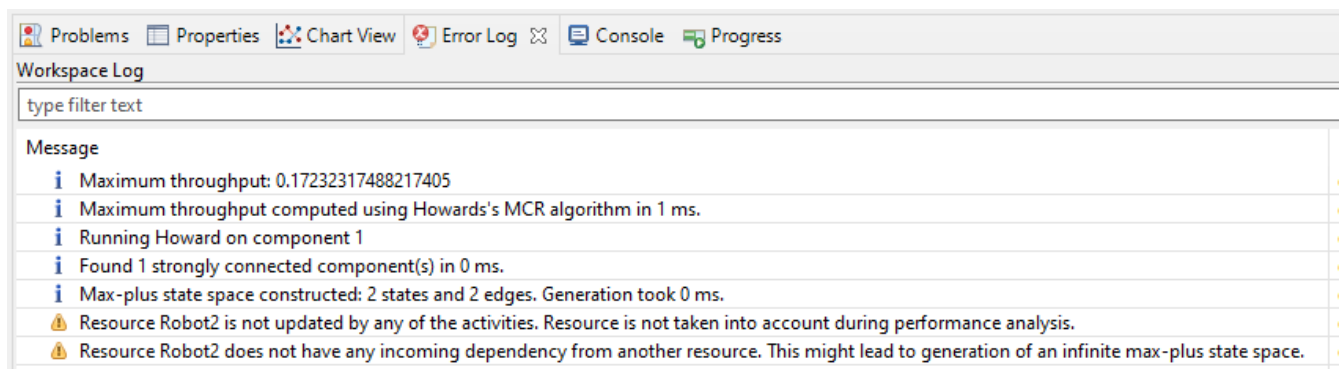 Problems Properties Chart View Error Log Console Progress
Workspace Log
type filter text
Message
Maximum throughput: 0.17232317488217405
Maximum throughput computed using Howards's MCR algorithm in 1 ms.
Running Howard on component 1
Found 1 strongly connected component(s) in 0 ms.
Max-plus state space constructed: 2 states and 2 edges. Generation took 0 ms.
Resource Robot2 is not updated by any of the activities. Resource is not taken into account during performance analysis.
Resource Robot2 does not have any incoming dependency from another resource. This might lead to generation of an infinite max-plus state space.